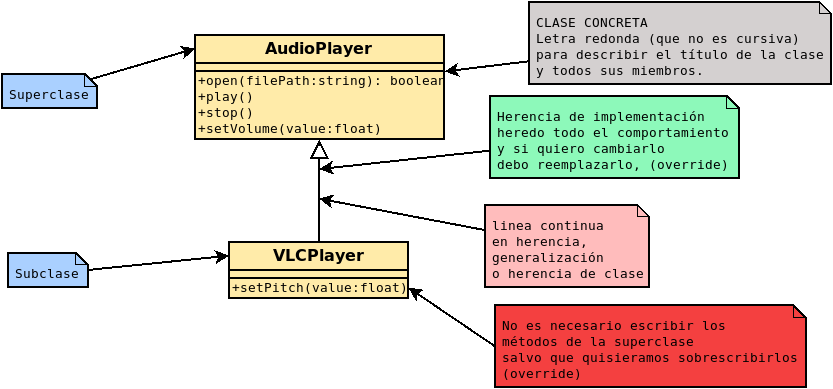 AudioPlayer
+open(filePath:string): boolean
+play()
+stop()
+setVolume(value:float)
CLASE CONCRETA
Letra redonda (que no es cursiva)
para describir el título de la clase
y todos sus miembros.
Superclase
Herencia de implementación
heredo todo el comportamiento
y si quiero cambiarlo
debo reemplazarlo, (override)
linea continua
en herencia,
generalización
o herencia de clase
Subclase
VLCPlayer
+setPitch(value:float)
No es necesario escribir los
métodos de la superclase
salvo que quisieramos sobrescribirlos
(override)